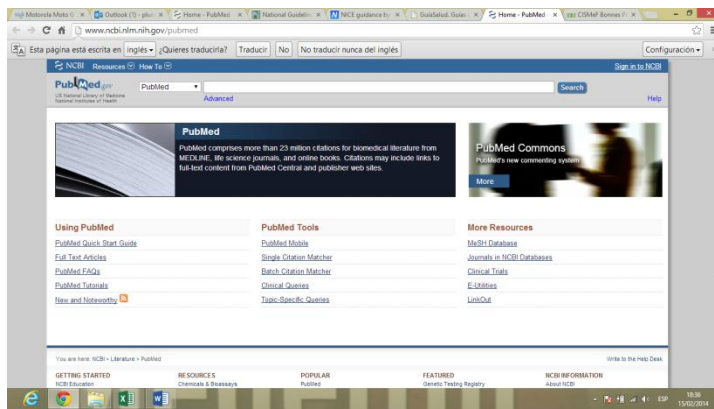 Motorola Moto G
Outlook (1) - plus
Home - PubMed
National Guideline
NICE guidance by
GuiaSalud. Guías
Home - PubMed
CISMeF Bonnes P
www.ncbi.nlm.nih.gov/pubmed
Esta página está escrita en inglés ¿Quieres traducirla? Traducir No No traducir nunca del inglés Configuración
NCBI Resources How To Sign in to NCBI
PubMed.gov PubMed Search
US National Library of Medicine
National Institutes of Health
Advanced Help
PubMed
PubMed comprises more than 23 million citations for biomedical literature from
MEDLINE, life science journals, and online books. Citations may include links to
full-text content from PubMed Central and publisher web sites.
PubMed Commons
PubMed's new commenting system
More
Using PubMed
PubMed Quick Start Guide
Full Text Articles
PubMed FAQs
PubMed Tutorials
New and Noteworthy
PubMed Tools
PubMed Mobile
Single Citation Matcher
Batch Citation Matcher
Clinical Queries
Topic-Specific Queries
More Resources
MeSH Database
Journals in NCBI Databases
Clinical Trials
E-Utilities
LinkOut
You are here: NCBI > Literature > PubMed Write to the Help Desk
GETTING STARTED
NCBI Education
RESOURCES
Chemicals & Bioassays
POPULAR
PubMed
FEATURED
Genetic Testing Registry
NCBI INFORMATION
About NCBI
ESP
18:36
15/02/2014